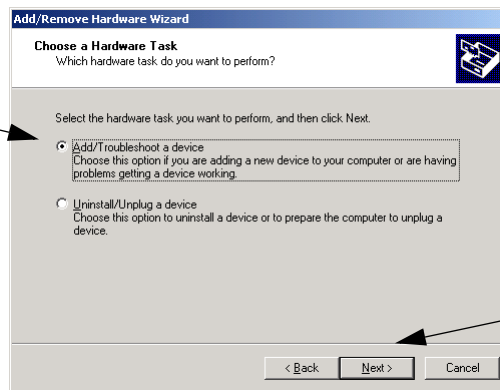 Add/Remove Hardware Wizard
Choose a Hardware Task
Which hardware task do you want to perform?
Select the hardware task you want to perform, and then click Next.
Add/Troubleshoot a device
Choose this option if you are adding a new device to your computer or are having
problems getting a device working.
Uninstall/Unplug a device
Choose this option to uninstall a device or to prepare the computer to unplug a
device.
< Back
Next >
Cancel